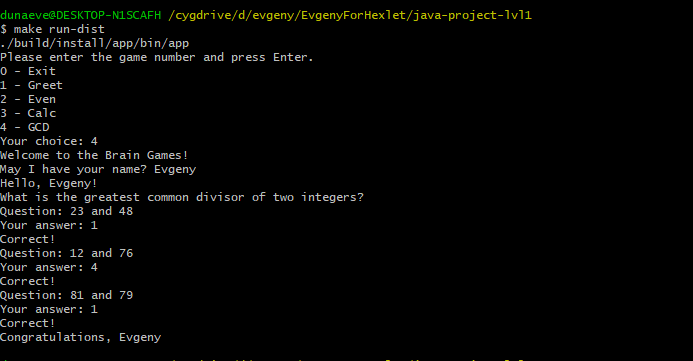 dunaeve@DESKTOP-N1SCAFH /cygdrive/d/evgeny/EvgenyForHexlet/java-project-lvl1
$ make run-dist
./build/install/app/bin/app
Please enter the game number and press Enter.
0 - Exit
1 - Greet
2 - Even
3 - Calc
4 - GCD
Your choice: 4
Welcome to the Brain Games!
May I have your name? Evgeny
Hello, Evgeny!
What is the greatest common divisor of two integers?
Question: 23 and 48
Your answer: 1
Correct!
Question: 12 and 76
Your answer: 4
Correct!
Question: 81 and 79
Your answer: 1
Correct!
Congratulations, Evgeny